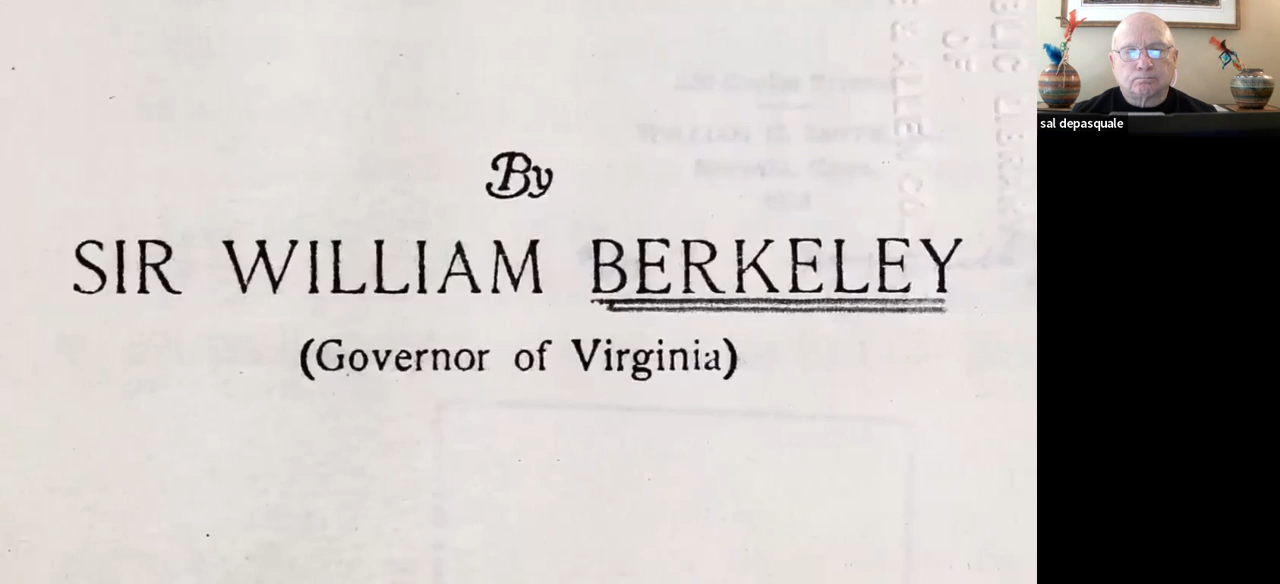 By
SIR WILLIAM BERKELEY
(Governor of Virginia)
sal depasquale